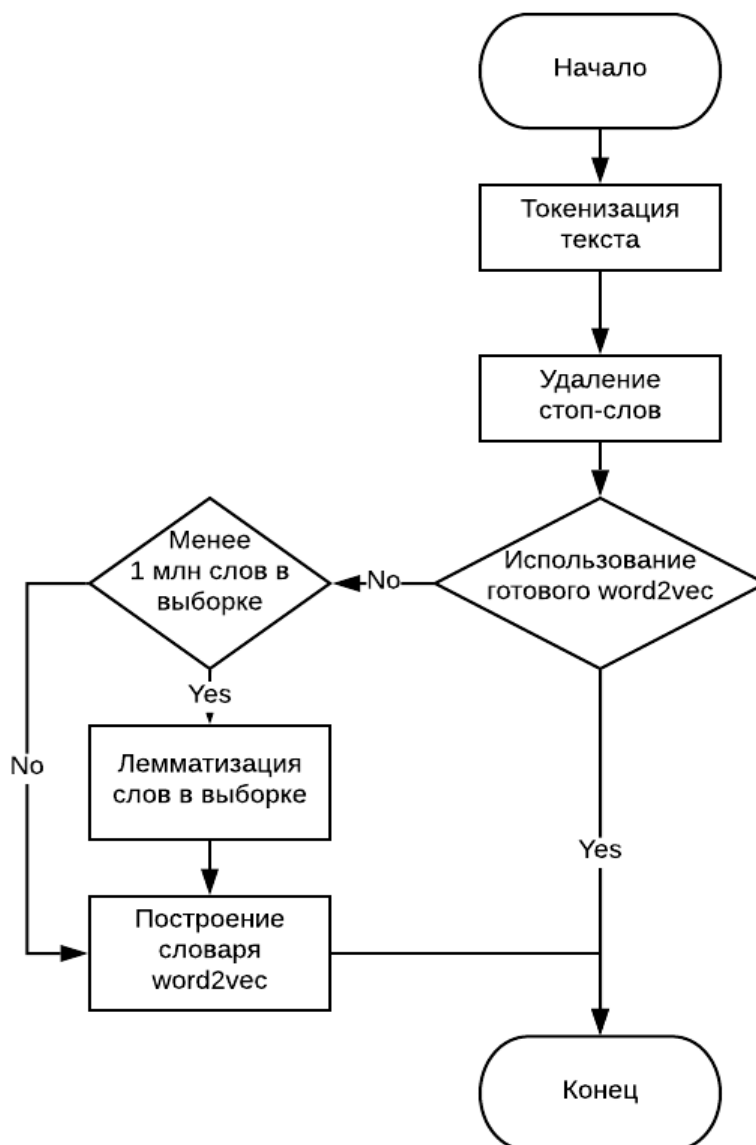 Начало
Токенизация
текста
Удаление
стоп-слов
Использование
готового word2vec
No
Менее
1 млн слов в
выборке
Yes
Лемматизация
слов в выборке
No
Построение
словаря
word2vec
Yes
Конец